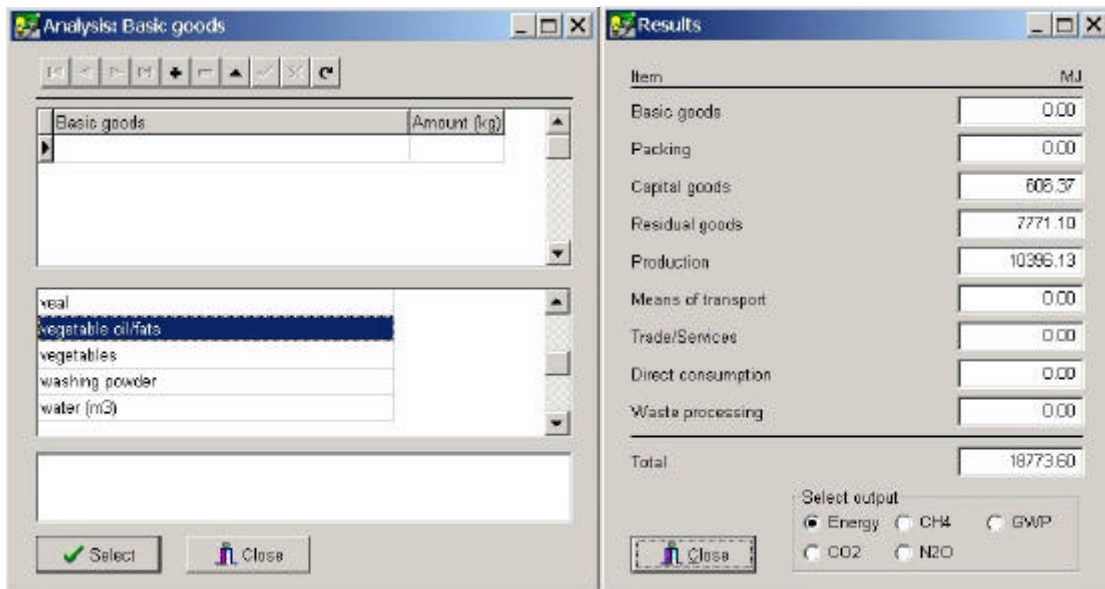 Analysis: Basic goods
Basic goods
Amount (kg)
veal
vegetable oil/fats
vegetables
washing powder
water (m3)
Select
Close
Results
Item MJ
Basic goods 0.00
Packing 0.00
Capital goods 606.37
Residual goods 7771.10
Production 10396.13
Means of transport 0.00
Trade/Services 0.00
Direct consumption 0.00
Waste processing 0.00
Total 18773.60
Select output
Energy CH4 GWP
CO2 N2O
Close